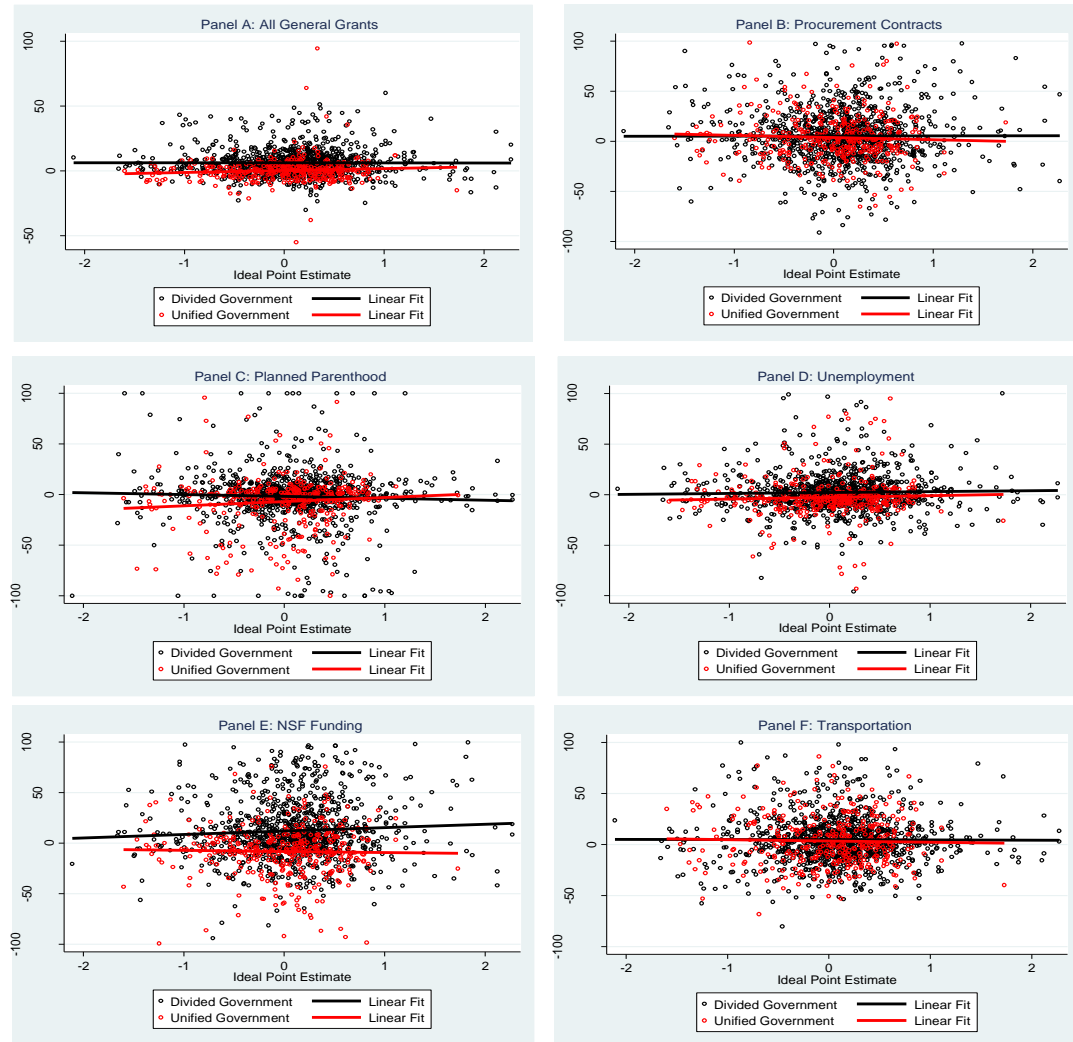 Panel A: All General Grants
100
50
0
-50
-2 -1 0 1 2
Ideal Point Estimate
Divided Government Linear Fit
Unified Government Linear Fit
Panel B: Procurement Contracts
100
50
0
-50
-100
-2 -1 0 1 2
Ideal Point Estimate
Divided Government Linear Fit
Unified Government Linear Fit
Panel C: Planned Parenthood
100
50
0
-50
-100
-2 -1 0 1 2
Ideal Point Estimate
Divided Government Linear Fit
Unified Government Linear Fit
Panel D: Unemployment
100
50
0
-50
-100
-2 -1 0 1 2
Ideal Point Estimate
Divided Government Linear Fit
Unified Government Linear Fit
Panel E: NSF Funding
100
50
0
-50
-100
-2 -1 0 1 2
Ideal Point Estimate
Divided Government Linear Fit
Unified Government Linear Fit
Panel F: Transportation
100
50
0
-50
-100
-2 -1 0 1 2
Ideal Point Estimate
Divided Government Linear Fit
Unified Government Linear Fit